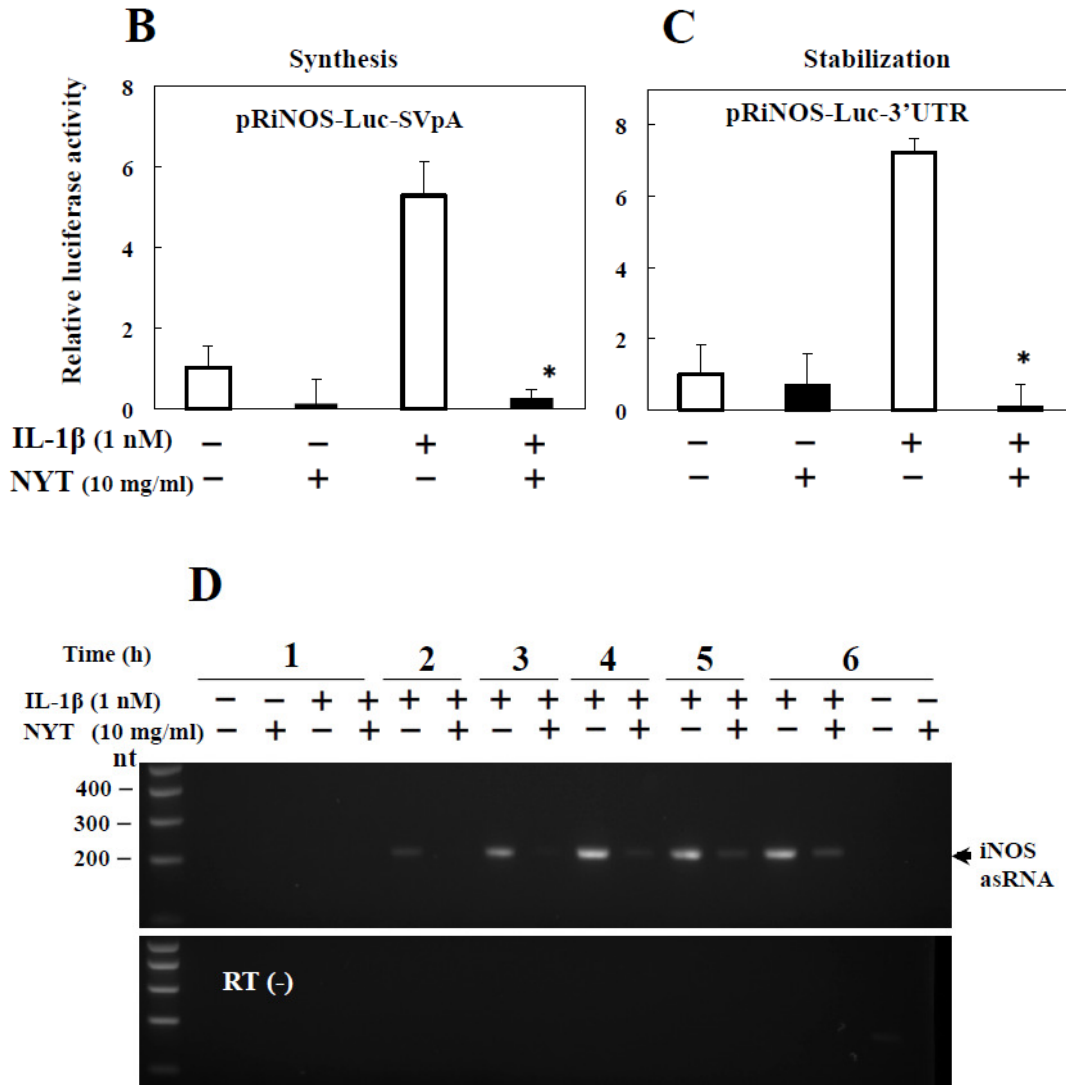 B
C
Synthesis
Stabilization
Relative luciferase activity
8
6
4
2
0
pRiNOS-Luc-SVpA
*
8
6
4
2
0
pRiNOS-Luc-3’UTR
*
IL-1β (1 nM) − − + + − − + +
NYT (10 mg/ml) − + − + − + − +
D
Time (h) 1 2 3 4 5 6
IL-1β (1 nM) − − + + + + + + + + + + + + − −
NYT (10 mg/ml) − + − + − + − + − + − + − + − +
nt
400 −
300 −
200 −
iNOS
asRNA
RT (-)